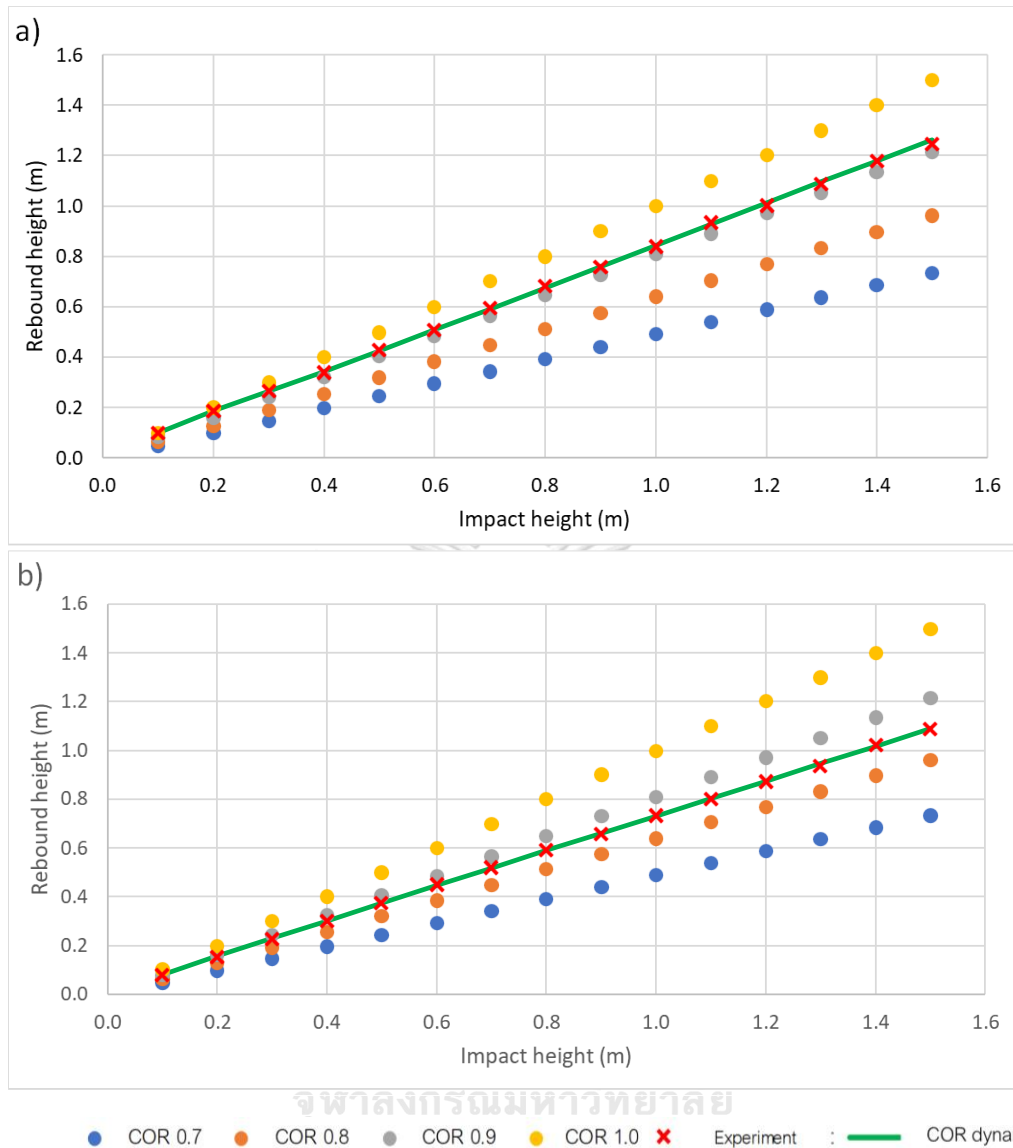 a)
1.6
1.4
1.2
1.0
0.8
0.6
0.4
0.2
0.0
0.0 0.2 0.4 0.6 0.8 1.0 1.2 1.4 1.6
Rebound height (m)
Impact height (m)
b)
1.6
1.4
1.2
1.0
0.8
0.6
0.4
0.2
0.0
0.0 0.2 0.4 0.6 0.8 1.0 1.2 1.4 1.6
Rebound height (m)
Impact height (m)
จุฬาลงกรณ์มหาวิทยาลัย
COR 0.7 COR 0.8 COR 0.9 COR 1.0 Experiment : COR dyna